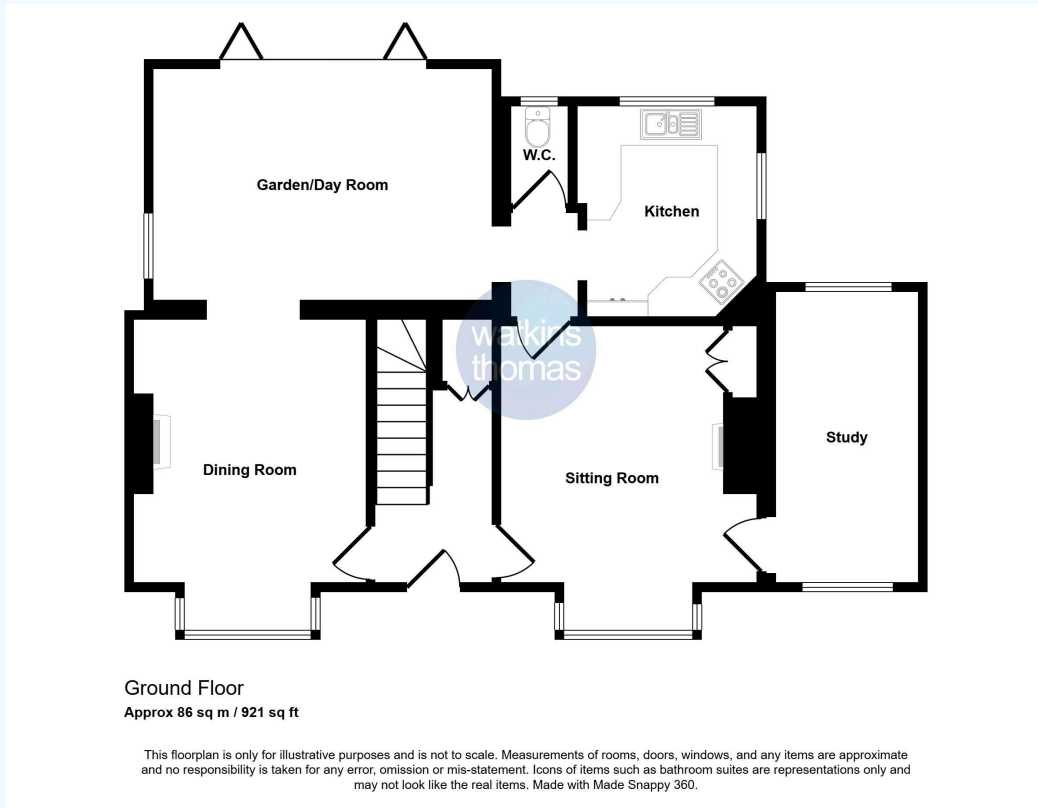 Garden/Day Room
W.C.
Kitchen
watkins
thomas
Dining Room
Sitting Room
Study
Ground Floor
Approx 86 sq m / 921 sq ft
This floorplan is only for illustrative purposes and is not to scale. Measurements of rooms, doors, windows, and any items are approximate
and no responsibility is taken for any error, omission or mis-statement. Icons of items such as bathroom suites are representations only and
may not look like the real items. Made with Made Snappy 360.